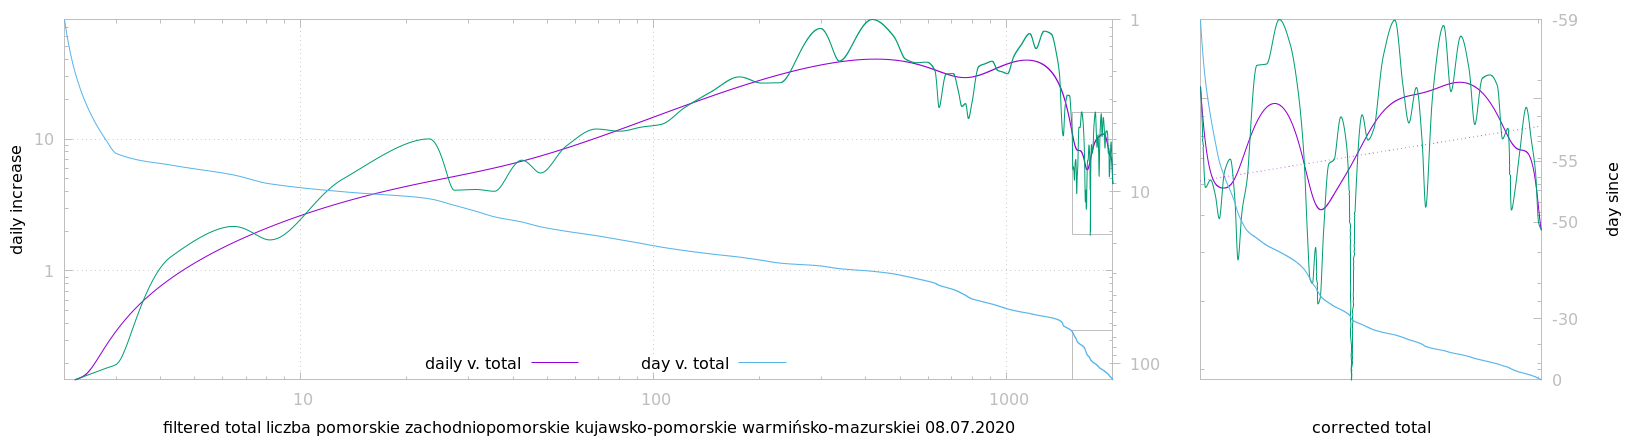 daily increase
10
1
1
10
100
daily v. total
day v. total
10
100
1000
filtered total liczba pomorskie zachodniopomorskie kujawsko-pomorskie warmińsko-mazurskiei 08.07.2020
-59
-55
-50
-30
0
day since
corrected total